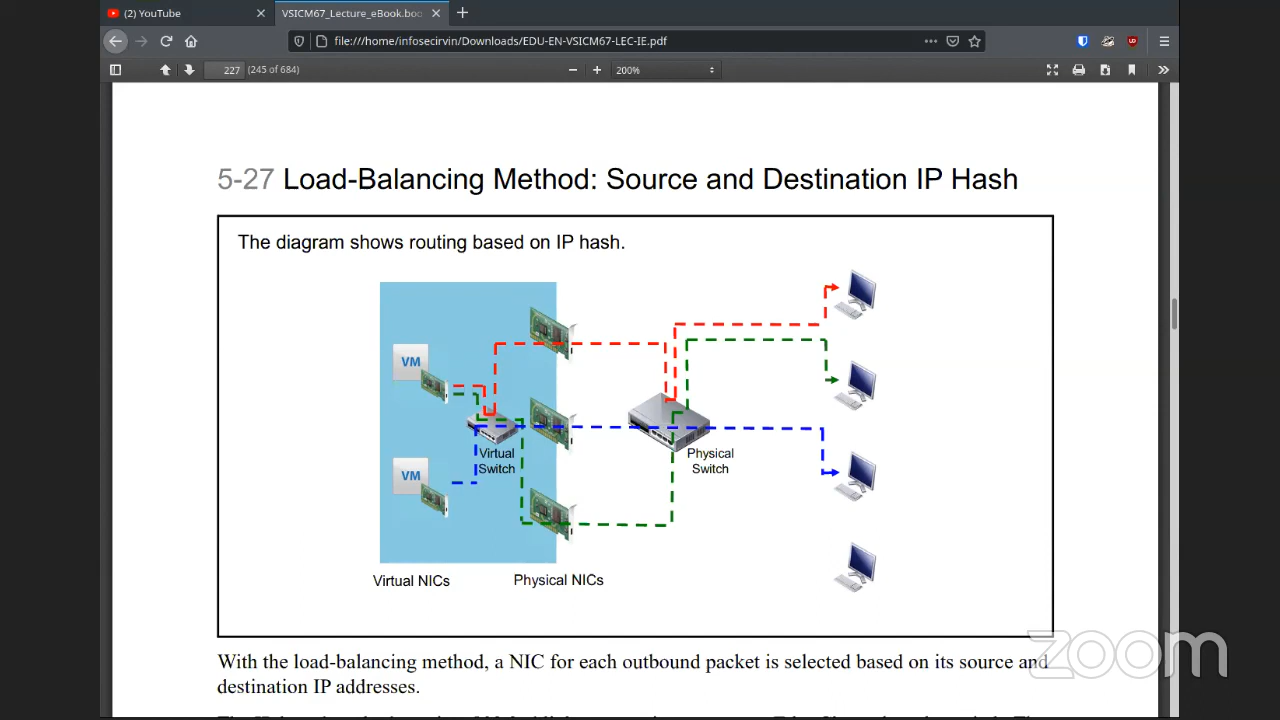 (2) YouTube
VSICM67_Lecture_eBook.boo
file:///home/infosecirvin/Downloads/EDU-EN-VSICM67-LEC-IE.pdf
227 (245 of 684)
200%
5-27 Load-Balancing Method: Source and Destination IP Hash
The diagram shows routing based on IP hash.
VM
Virtual
Switch
Physical
Switch
VM
Virtual NICs
Physical NICs
With the load-balancing method, a NIC for each outbound packet is selected based on its source and
destination IP addresses.
zoom